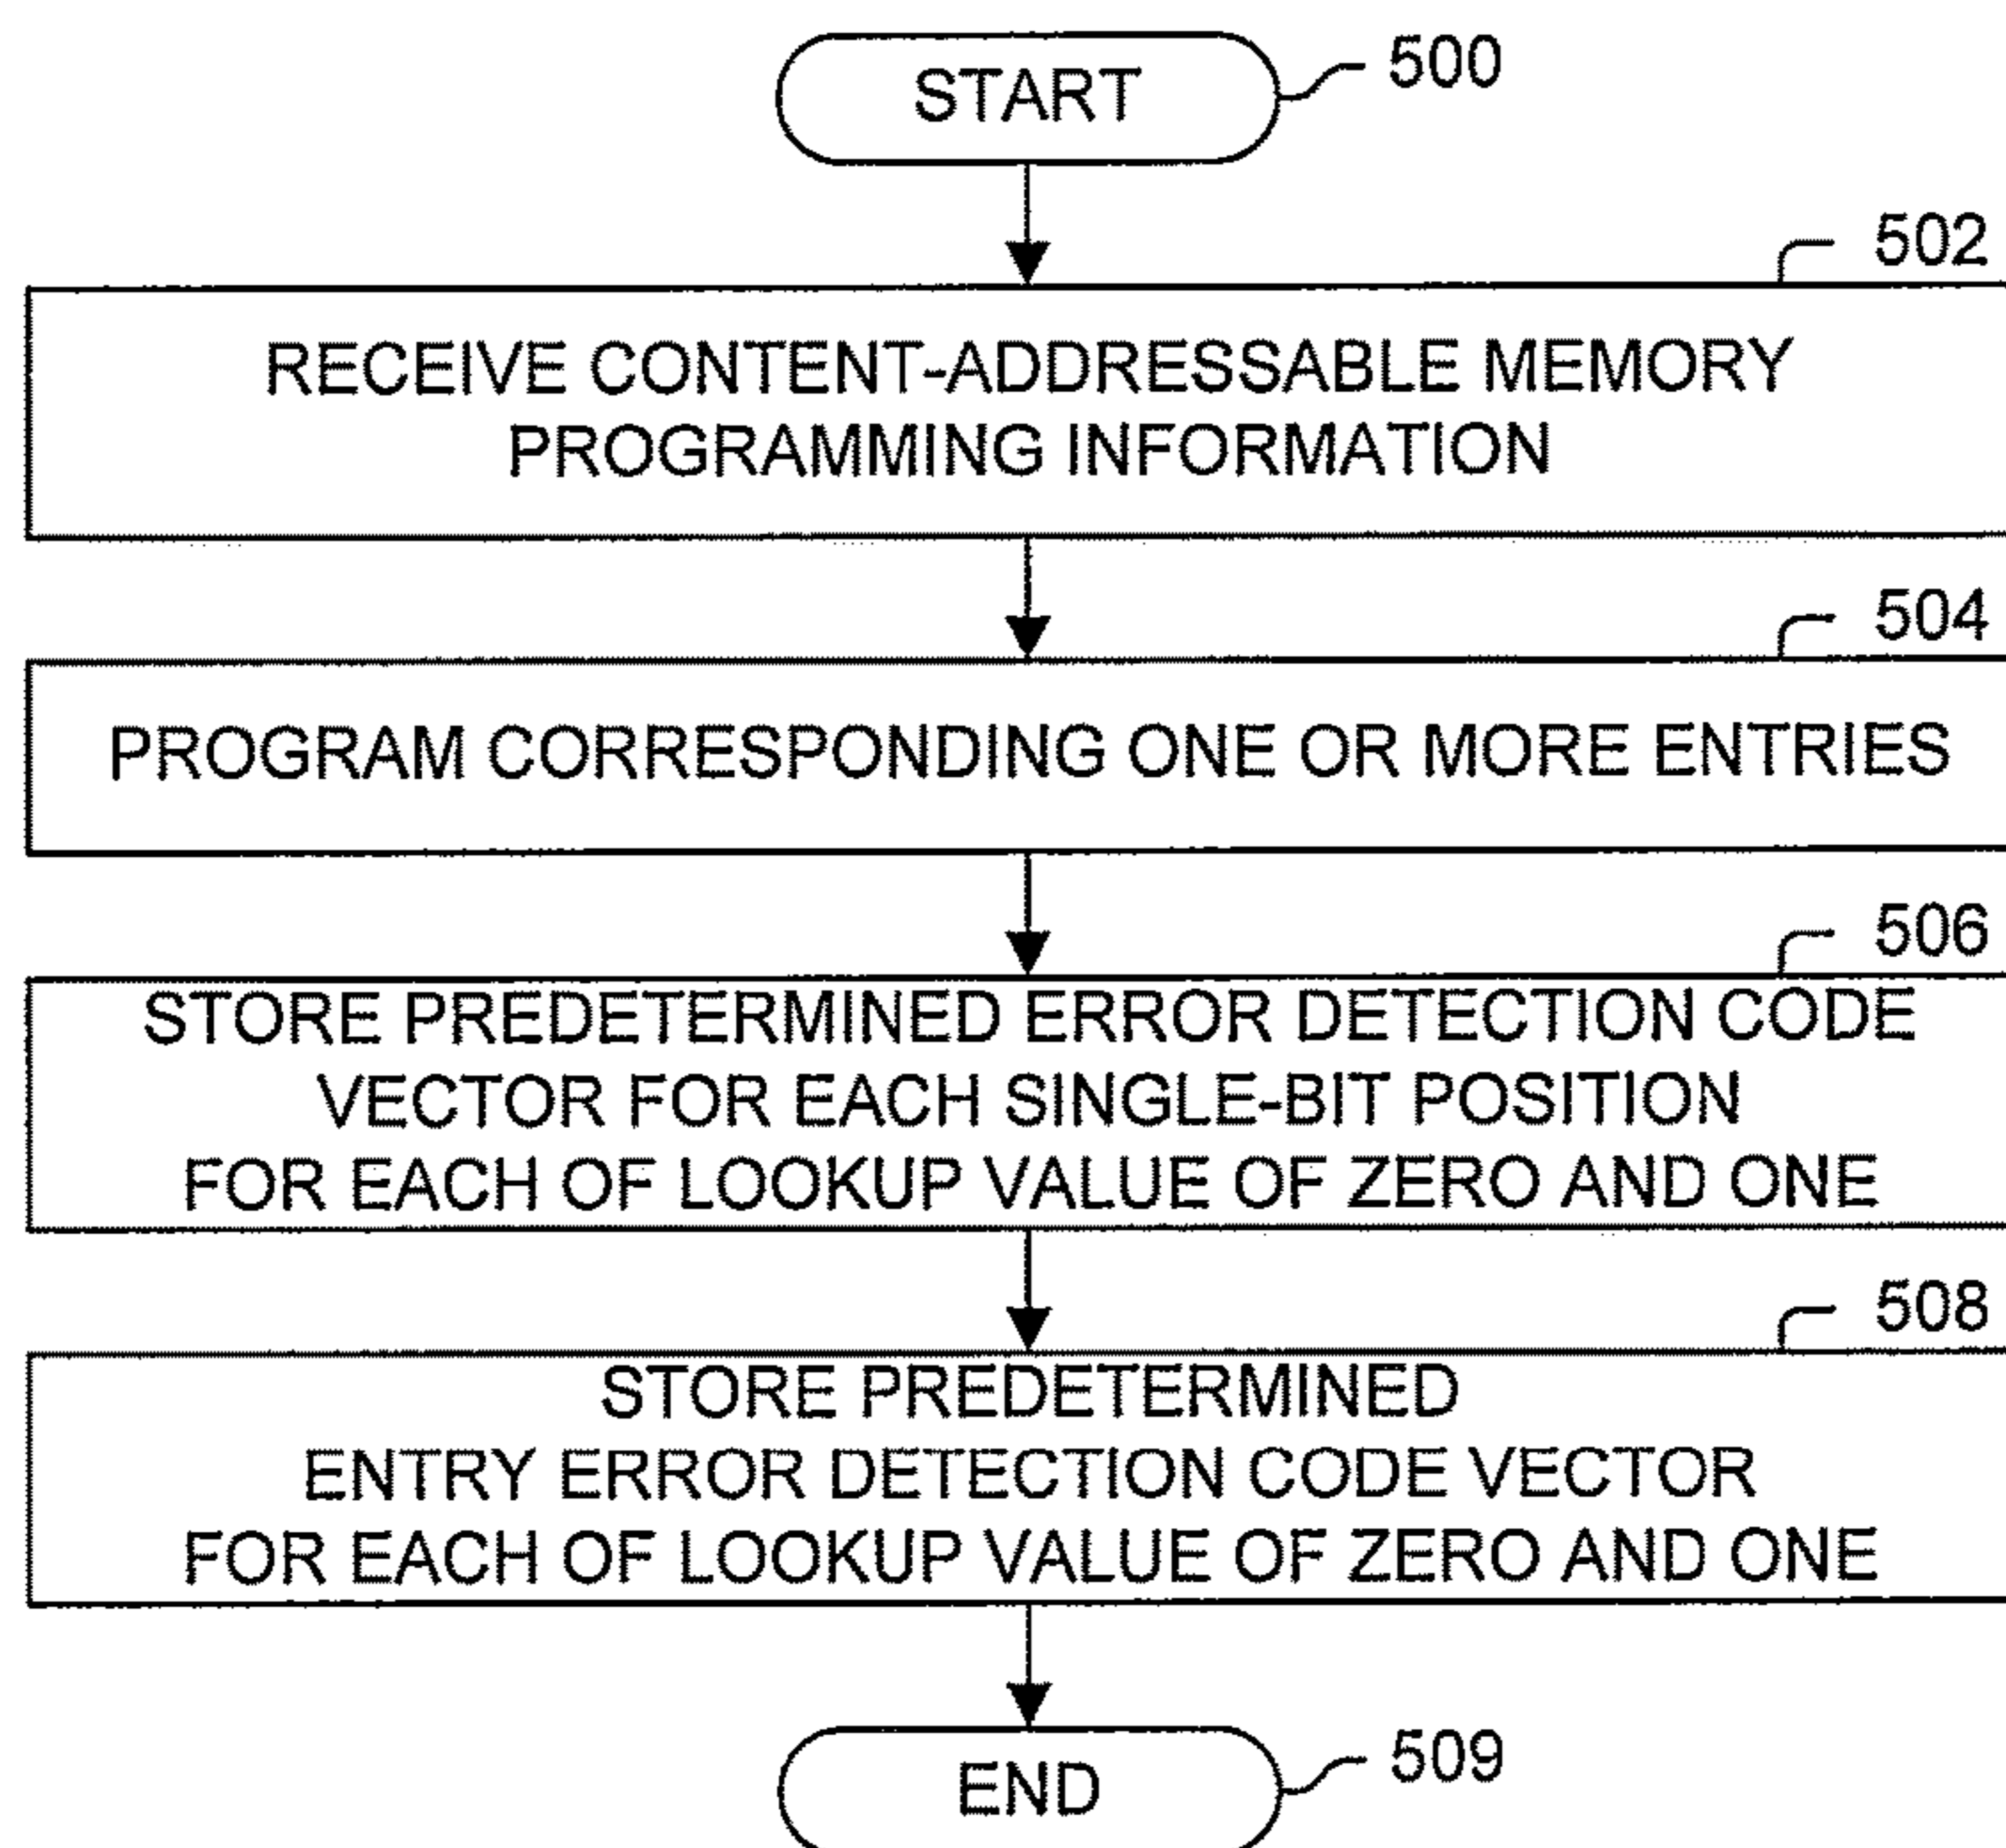 START
500
502
RECEIVE CONTENT-ADDRESSABLE MEMORY
PROGRAMMING INFORMATION
504
PROGRAM CORRESPONDING ONE OR MORE ENTRIES
506
STORE PREDETERMINED ERROR DETECTION CODE
VECTOR FOR EACH SINGLE-BIT POSITION
FOR EACH OF LOOKUP VALUE OF ZERO AND ONE
508
STORE PREDETERMINED
ENTRY ERROR DETECTION CODE VECTOR
FOR EACH OF LOOKUP VALUE OF ZERO AND ONE
END
509